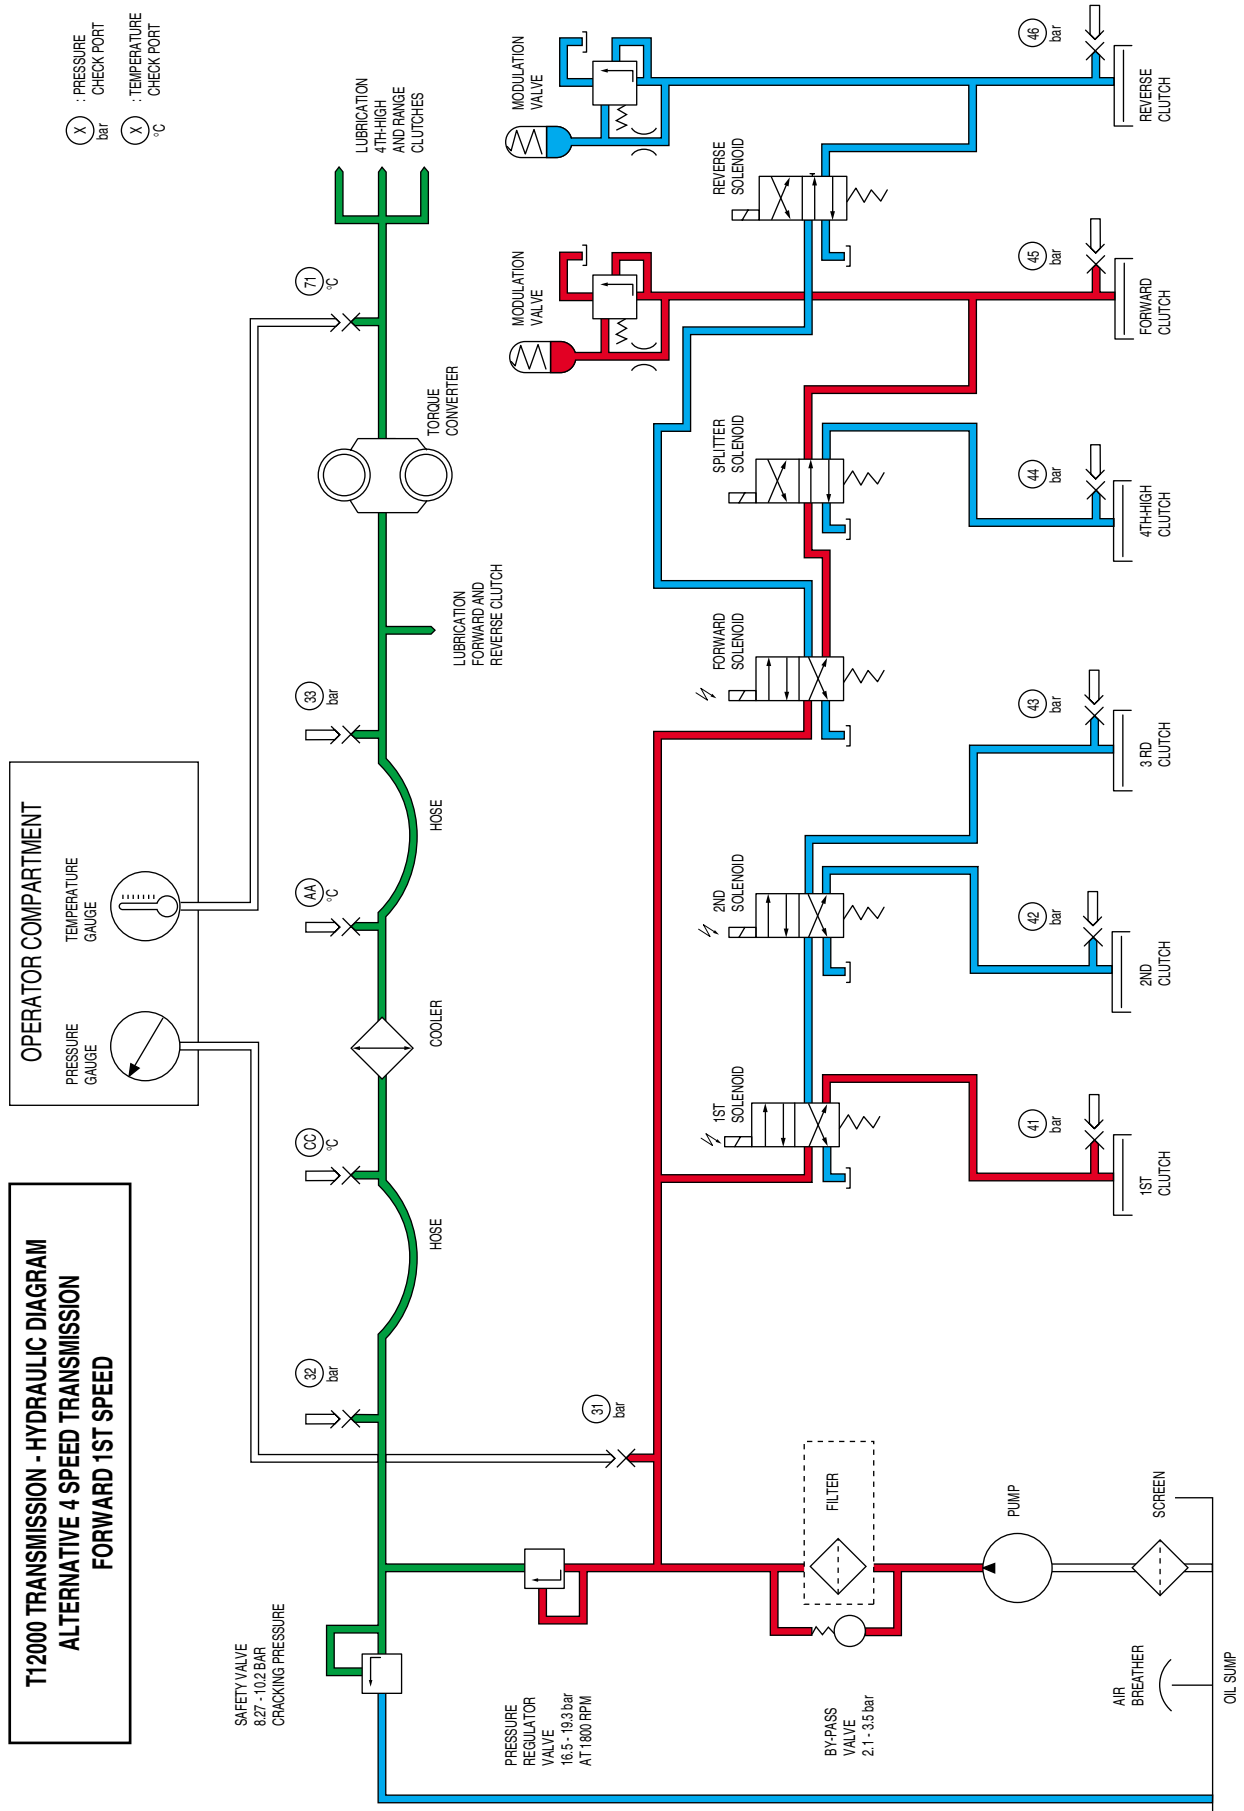 T12000 TRANSMISSION - HYDRAULIC DIAGRAM
ALTERNATIVE 4 SPEED TRANSMISSION
FORWARD 1ST SPEED
OPERATOR COMPARTMENT
PRESSURE
GAUGE
TEMPERATURE
GAUGE
X
bar
: PRESSURE
CHECK PORT
X
°C
: TEMPERATURE
CHECK PORT
SAFETY VALVE
8.27 - 10.2 BAR
CRACKING PRESSURE
32
bar
HOSE
CC
°C
COOLER
AA
°C
HOSE
33
bar
LUBRICATION
FORWARD AND
REVERSE CLUTCH
TORQUE
CONVERTER
71
°C
LUBRICATION
4TH-HIGH
AND RANGE
CLUTCHES
PRESSURE
REGULATOR
VALVE
16.5 - 19.3 bar
AT 1800 RPM
31
bar
MODULATION
VALVE
MODULATION
VALVE
1ST
SOLENOID
2ND
SOLENOID
FORWARD
SOLENOID
SPLITTER
SOLENOID
REVERSE
SOLENOID
BY-PASS
VALVE
2.1 - 3.5 bar
FILTER
PUMP
SCREEN
AIR
BREATHER
OIL SUMP
41
bar
1ST
CLUTCH
42
bar
2ND
CLUTCH
43
bar
3 RD
CLUTCH
44
bar
4TH-HIGH
CLUTCH
45
bar
FORWARD
CLUTCH
46
bar
REVERSE
CLUTCH